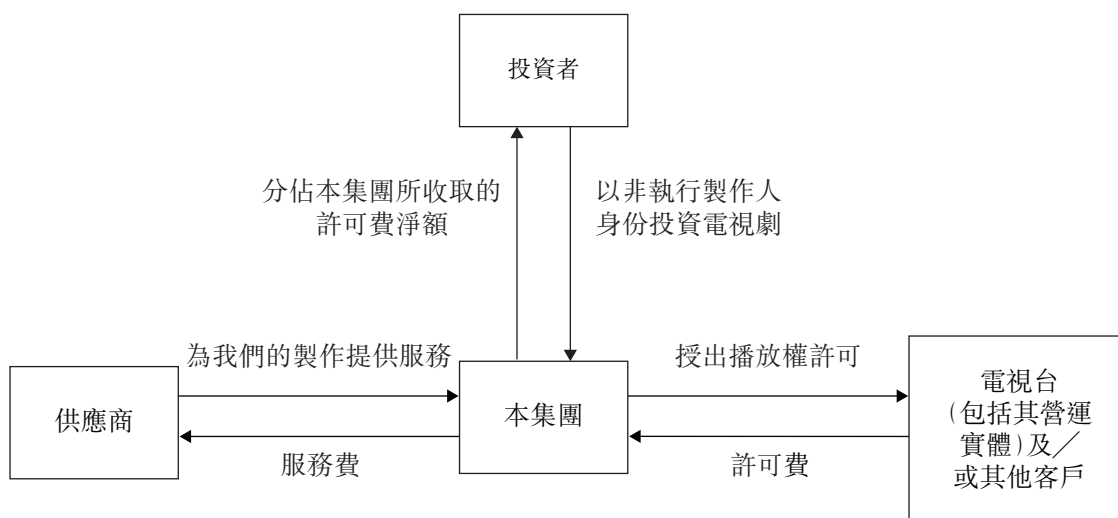 投資者
分佔本集團所收取的
許可費淨額
以非執行製作人
身份投資電視劇
為我們的製作提供服務
授出播放權許可
供應商
本集團
電視台
(包括其營運
實體)及／
或其他客戶
服務費
許可費